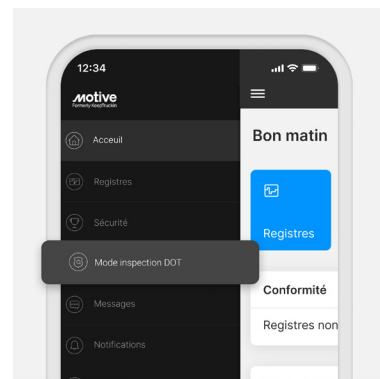 12:34
Motive
Formerly KeepTruckin
Acceuil
Registres
Sécurité
Mode inspection DOT
Messages
Notifications
Bon matin
Registres
Conformité
Registres non